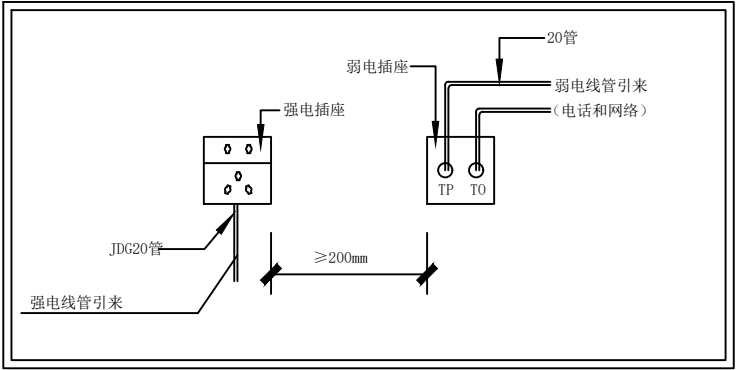 20管
弱电插座
弱电线管引来
强电插座
(电话和网络)
TP TO
JDG20管
≥200mm
强电线管引来